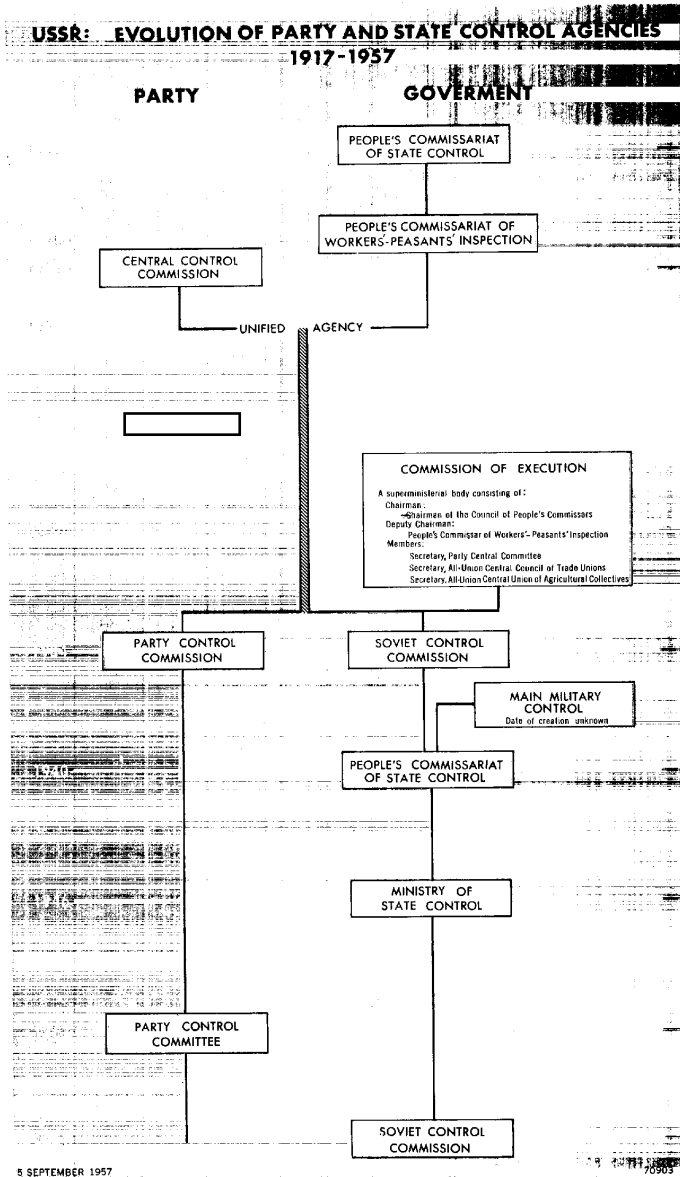 USSR: EVOLUTION OF PARTY AND STATE CONTROL AGENCIES
1917-1957
PARTY
GOVERMENT
PEOPLE'S COMMISSARIAT
OF STATE CONTROL
PEOPLE'S COMMISSARIAT OF
WORKERS'-PEASANTS' INSPECTION
CENTRAL CONTROL
COMMISSION
UNIFIED AGENCY
COMMISSION OF EXECUTION
A superministerial body consisting of:
Chairman:
Chairman of the Council of People's Commissars
Deputy Chairman:
People's Commissar of Workers'-Peasants' Inspection
Members:
Secretary, Party Central Committee
Secretary, All-Union Central Council of Trade Unions
Secretary, All-Union Central Union of Agricultural Collectives
PARTY CONTROL
COMMISSION
SOVIET CONTROL
COMMISSION
MAIN MILITARY
CONTROL
Date of creation unknown
PEOPLE'S COMMISSARIAT
OF STATE CONTROL
MINISTRY OF
STATE CONTROL
PARTY CONTROL
COMMITTEE
SOVIET CONTROL
COMMISSION
5 SEPTEMBER 1957
70903